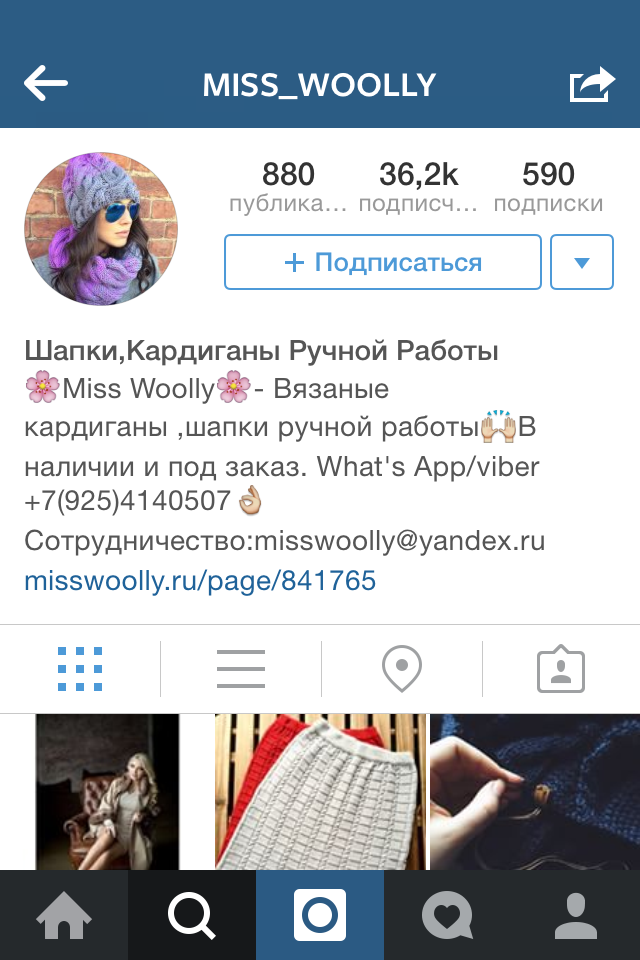 MISS_WOOLLY
880 36,2k 590
публика... подписч... подписки
+ Подписаться
Шапки,Кардиганы Ручной Работы
🌸Miss Woolly🌸- Вязаные
кардиганы ,шапки ручной работы🙌В
наличии и под заказ. What's App/viber
+7(925)4140507👌
Сотрудничество:misswoolly@yandex.ru
misswoolly.ru/page/841765